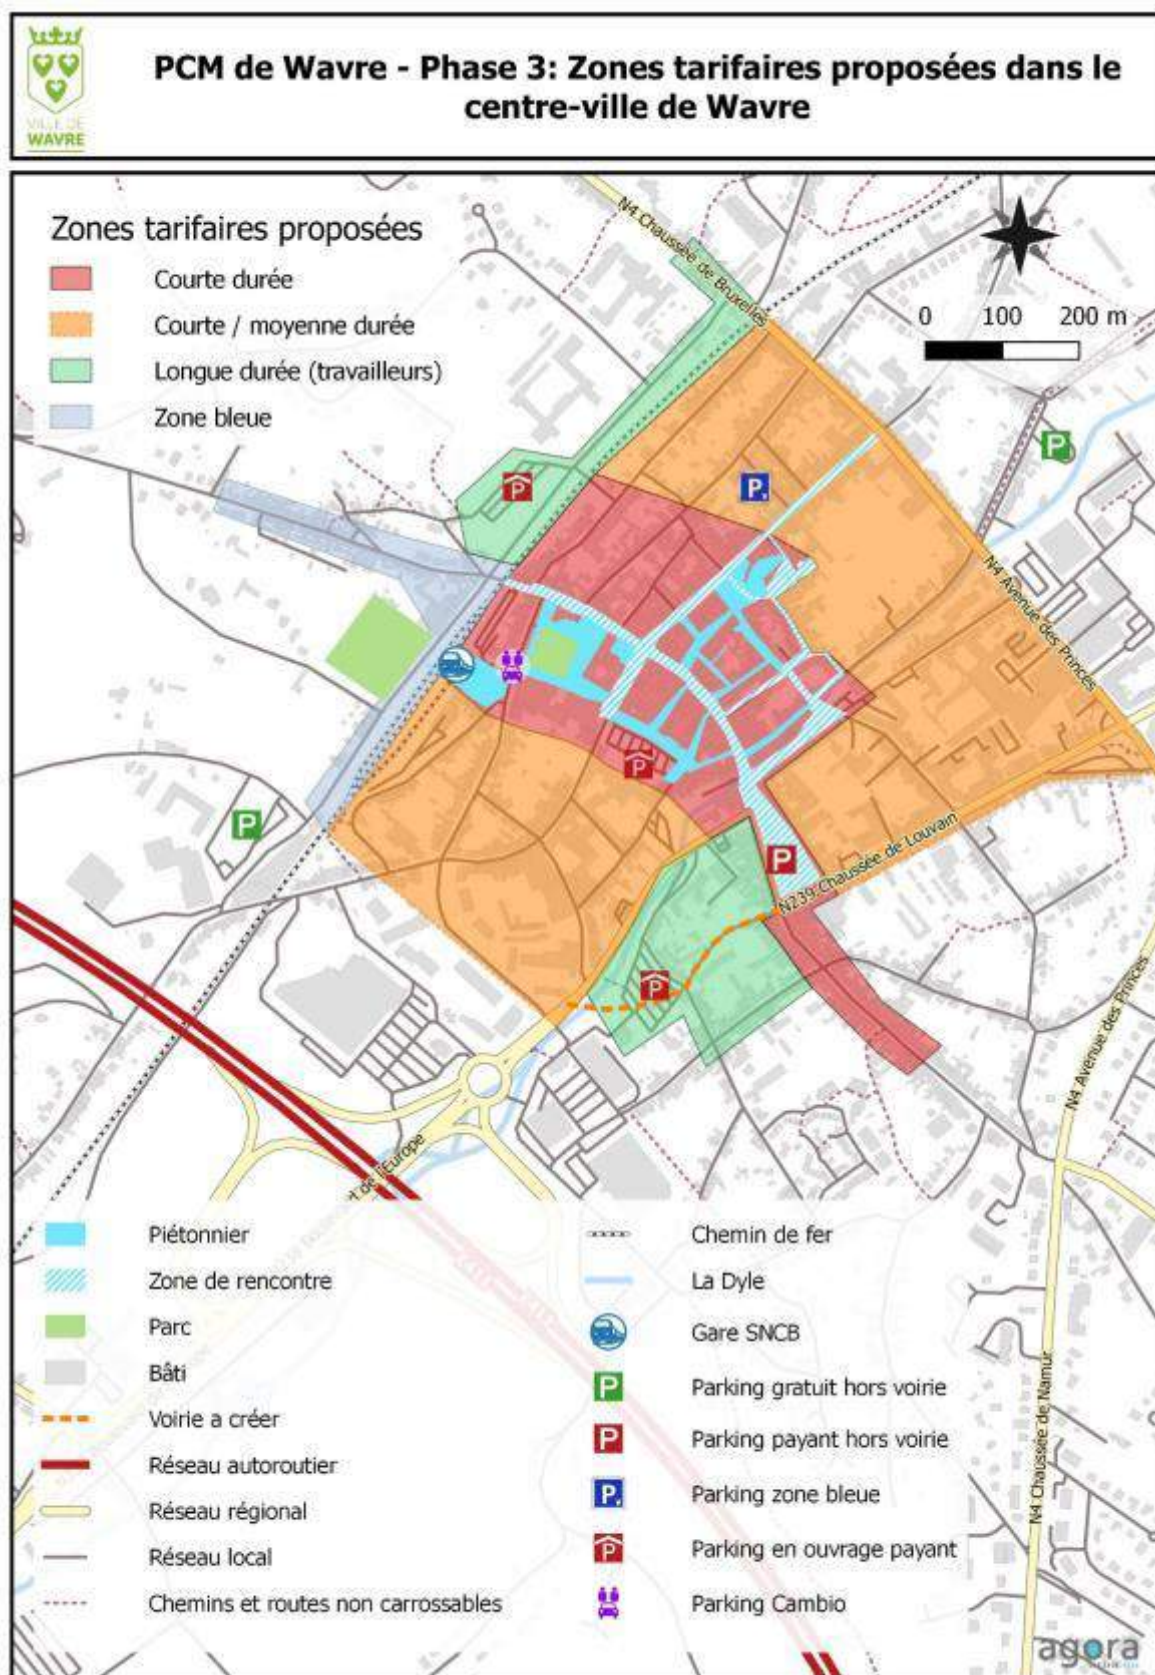 VILLE DE
WAVRE
PCM de Wavre - Phase 3: Zones tarifaires proposées dans le
centre-ville de Wavre
Zones tarifaires proposées
Courte durée
Courte / moyenne durée
Longue durée (travailleurs)
Zone bleue
N4 Chaussée de Bruxelles
0 100 200 m
P
P
P
N4 Avenue des Princes
P
P
P
N239 Chaussée de Louvain
P
N4 Avenue des Princes
de l'Europe
N4 Chaussée de Namur
Piétonnier
Zone de rencontre
Parc
Bâti
Voirie a créer
Réseau autoroutier
Réseau régional
Réseau local
Chemins et routes non carrossables
Chemin de fer
La Dyle
Gare SNCB
P Parking gratuit hors voirie
P Parking payant hors voirie
P Parking zone bleue
P Parking en ouvrage payant
Parking Cambio
agora